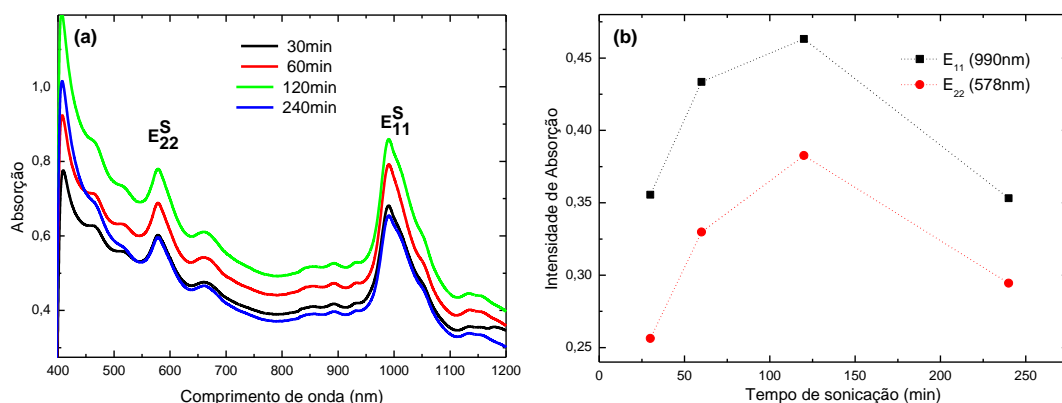 (a)
30min
60min
120min
240min
E₂₂ˢ
E₁₁ˢ
1,0
0,8
0,6
0,4
Absorção
400 500 600 700 800 900 1000 1100 1200
Comprimento de onda (nm)
(b)
E₁₁ (990nm)
E₂₂ (578nm)
0,45
0,40
0,35
0,30
0,25
Intensidade de Absorção
0 50 100 150 200 250
Tempo de sonicação (min)